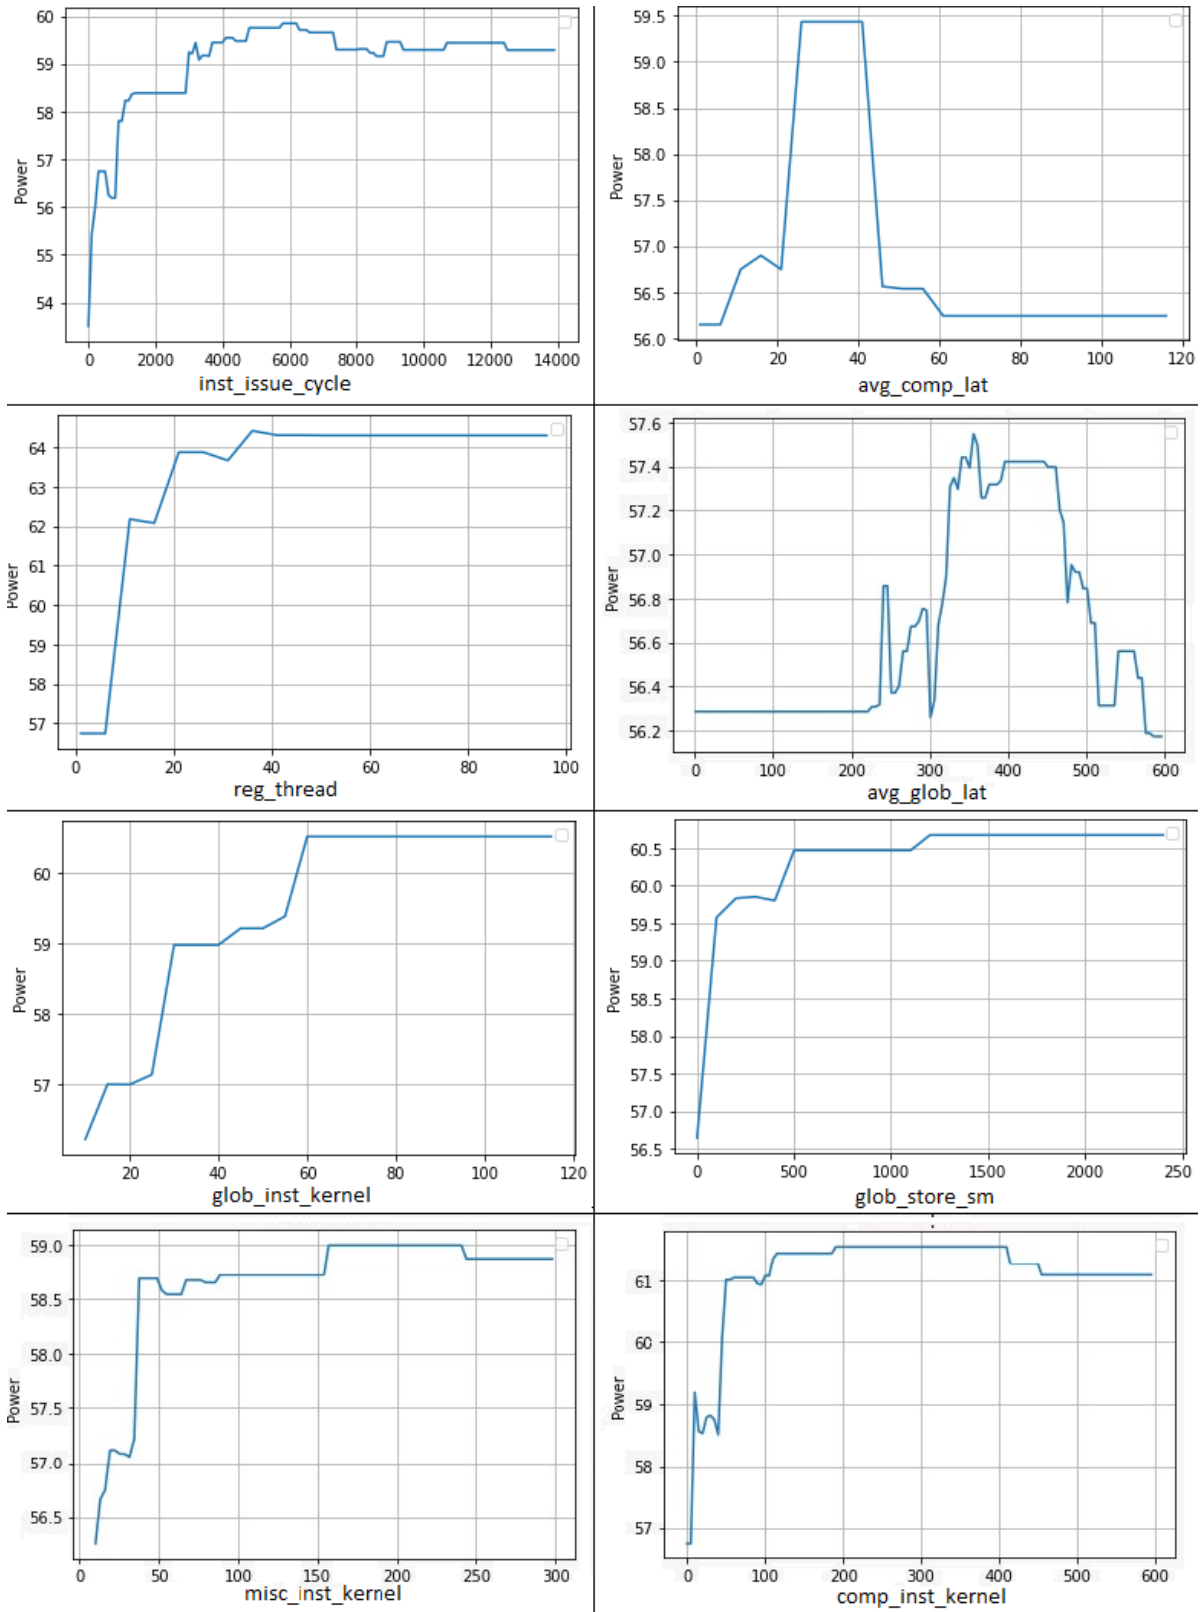 60
59
58
57
56
55
54
Power
0 2000 4000 6000 8000 10000 12000 14000
inst_issue_cycle
59.5
59.0
58.5
58.0
57.5
57.0
56.5
56.0
Power
0 20 40 60 80 100 120
avg_comp_lat
64
63
62
61
60
59
58
57
Power
0 20 40 60 80 100
reg_thread
57.6
57.4
57.2
57.0
56.8
56.6
56.4
56.2
Power
0 100 200 300 400 500 600
avg_glob_lat
60
59
58
57
Power
20 40 60 80 100 120
glob_inst_kernel
60.5
60.0
59.5
59.0
58.5
58.0
57.5
57.0
56.5
Power
0 500 1000 1500 2000 250
glob_store_sm
59.0
58.5
58.0
57.5
57.0
56.5
Power
0 50 100 150 200 250 300
misc_inst_kernel
61
60
59
58
57
Power
0 100 200 300 400 500 600
comp_inst_kernel